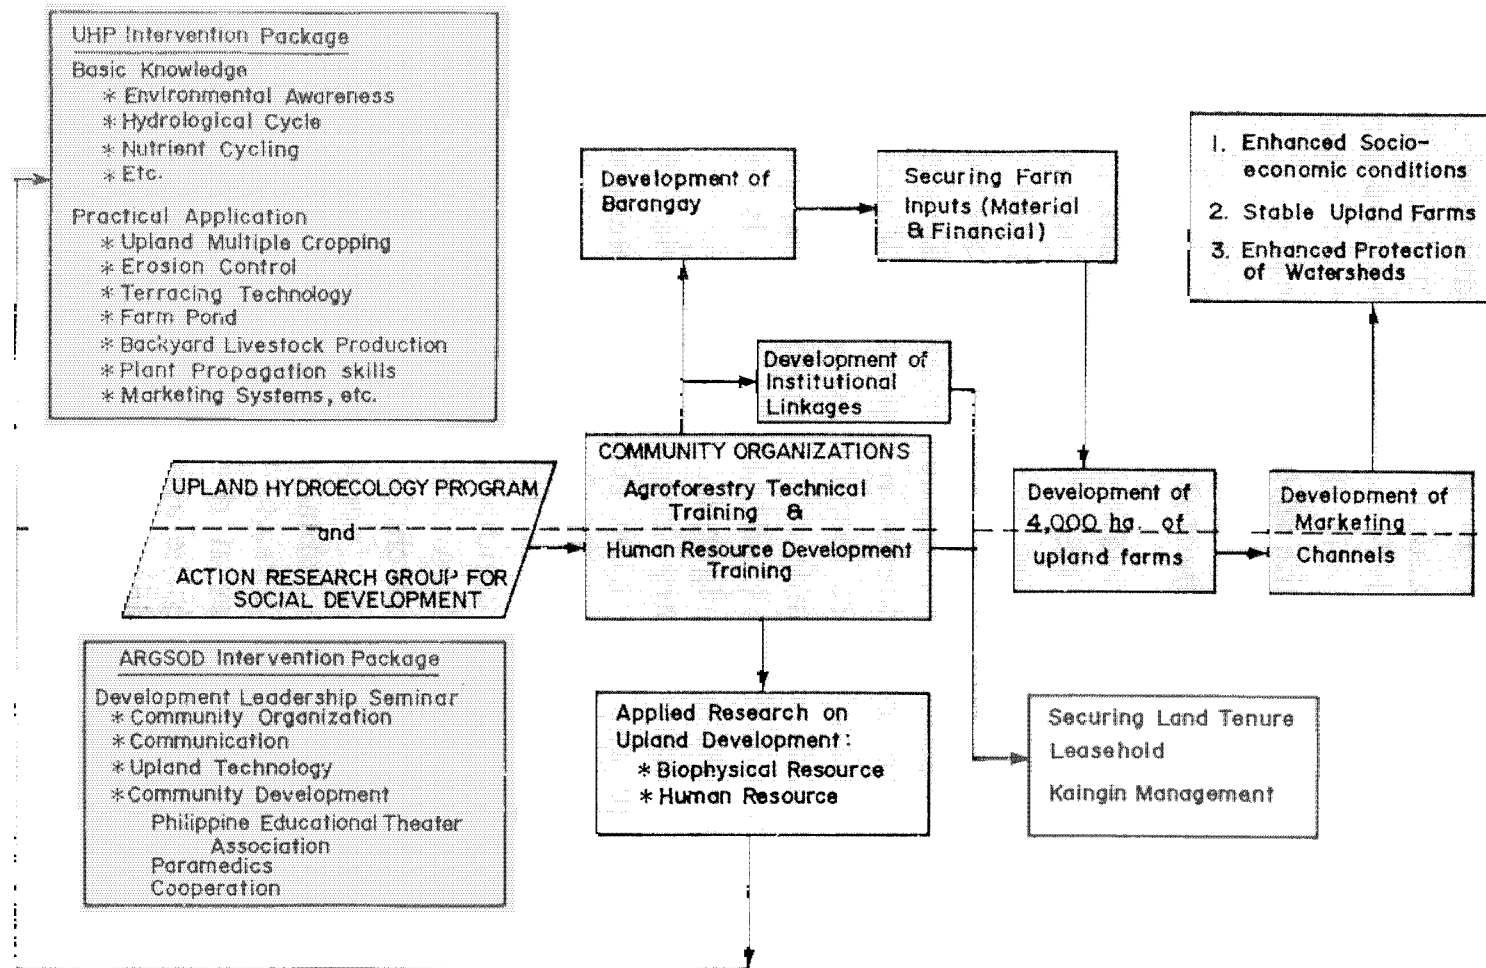 UHP Intervention Package
Basic Knowledge
* Environmental Awareness
* Hydrological Cycle
* Nutrient Cycling
* Etc.
Practical Application
* Upland Multiple Cropping
* Erosion Control
* Terracing Technology
* Farm Pond
* Backyard Livestock Production
* Plant Propagation skills
* Marketing Systems, etc.
Development of
Barangay
Securing Farm
Inputs (Material
& Financial)
1. Enhanced Socio-
economic conditions
2. Stable Upland Farms
3. Enhanced Protection
of Watersheds
Development of
Institutional
Linkages
UPLAND HYDROECOLOGY PROGRAM
and
ACTION RESEARCH GROUP FOR
SOCIAL DEVELOPMENT
COMMUNITY ORGANIZATIONS
Agroforestry Technical
Training &
Human Resource Development
Training
Development of
4,000 ha. of
upland farms
Development of
Marketing
Channels
ARGSOD Intervention Package
Development Leadership Seminar
* Community Organization
* Communication
* Upland Technology
* Community Development
Philippine Educational Theater
Association
Paramedics
Cooperation
Applied Research on
Upland Development:
* Biophysical Resource
* Human Resource
Securing Land Tenure
Leasehold
Kaingin Management